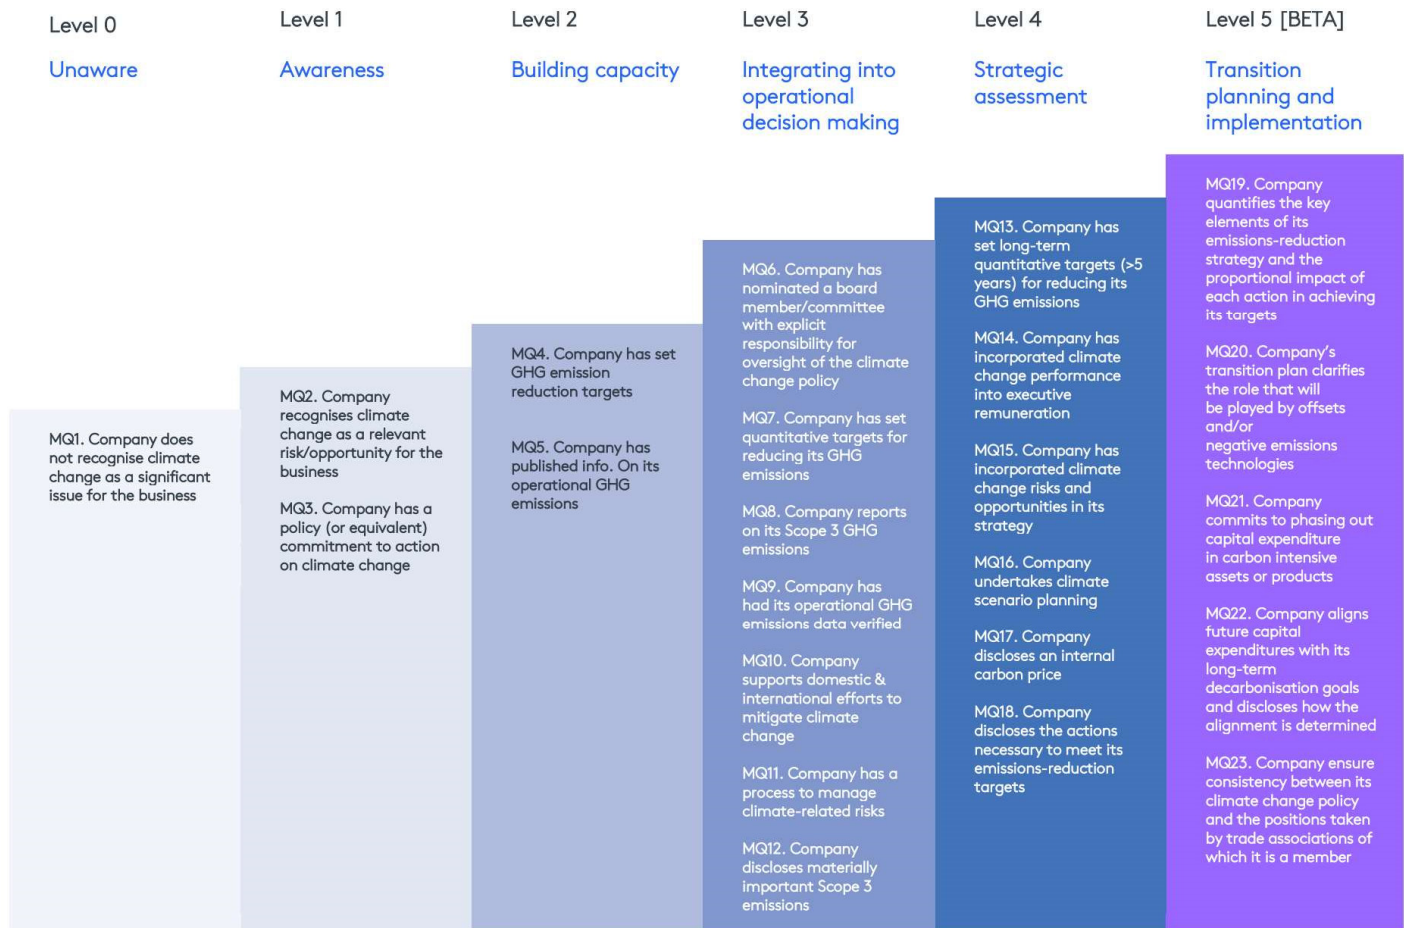 Level 0
Unaware
MQ1. Company does
not recognise climate
change as a significant
issue for the business
Level 1
Awareness
MQ2. Company
recognises climate
change as a relevant
risk/opportunity for the
business
MQ3. Company has a
policy (or equivalent)
commitment to action
on climate change
Level 2
Building capacity
MQ4. Company has set
GHG emission
reduction targets
MQ5. Company has
published info. On its
operational GHG
emissions
Level 3
Integrating into
operational
decision making
MQ6. Company has
nominated a board
member/committee
with explicit
responsibility for
oversight of the climate
change policy
MQ7. Company has set
quantitative targets for
reducing its GHG
emissions
MQ8. Company reports
on its Scope 3 GHG
emissions
MQ9. Company has
had its operational GHG
emissions data verified
MQ10. Company
supports domestic &
international efforts to
mitigate climate
change
MQ11. Company has a
process to manage
climate-related risks
MQ12. Company
discloses materially
important Scope 3
emissions
Level 4
Strategic
assessment
MQ13. Company has
set long-term
quantitative targets (>5
years) for reducing its
GHG emissions
MQ14. Company has
incorporated climate
change performance
into executive
remuneration
MQ15. Company has
incorporated climate
change risks and
opportunities in its
strategy
MQ16. Company
undertakes climate
scenario planning
MQ17. Company
discloses an internal
carbon price
MQ18. Company
discloses the actions
necessary to meet its
emissions-reduction
targets
Level 5 [BETA]
Transition
planning and
implementation
MQ19. Company
quantifies the key
elements of its
emissions-reduction
strategy and the
proportional impact of
each action in achieving
its targets
MQ20. Company's
transition plan clarifies
the role that will
be played by offsets
and/or
negative emissions
technologies
MQ21. Company
commits to phasing out
capital expenditure
in carbon intensive
assets or products
MQ22. Company aligns
future capital
expenditures with its
long-term
decarbonisation goals
and discloses how the
alignment is determined
MQ23. Company ensure
consistency between its
climate change policy
and the positions taken
by trade associations of
which it is a member